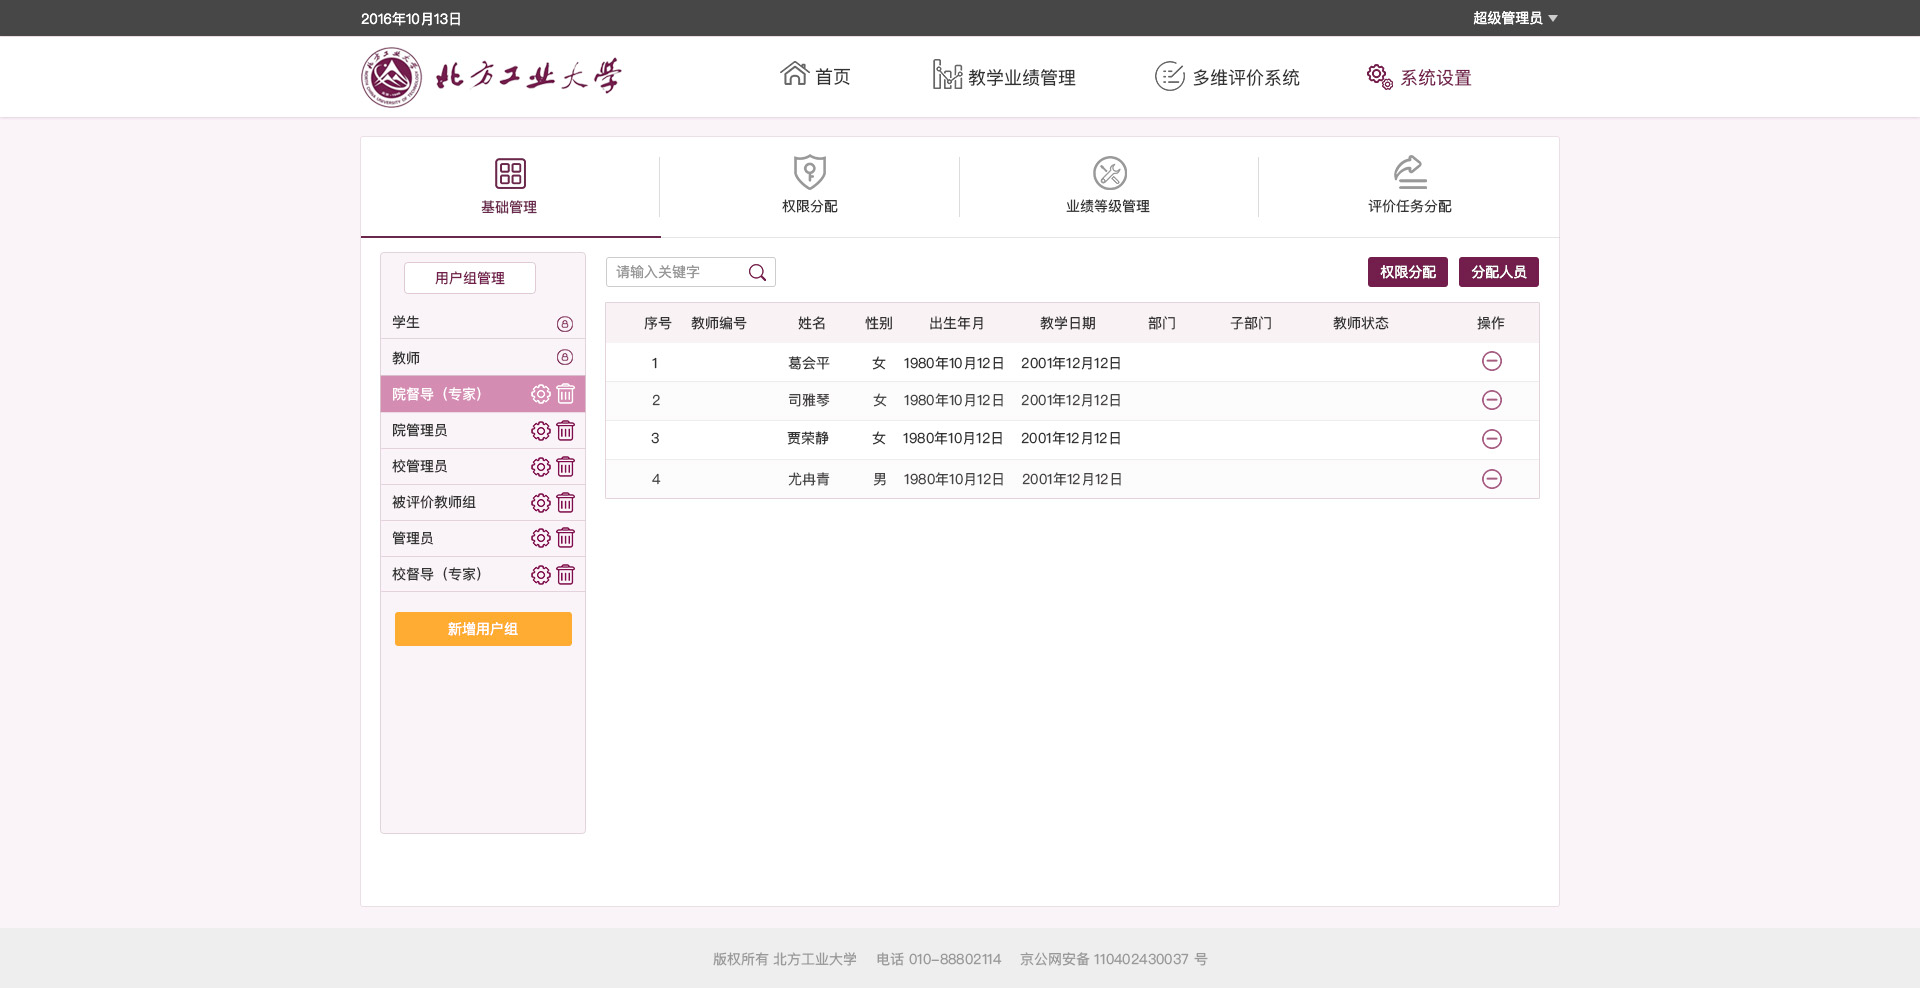 2016年10月13日 超级管理员
北方工业大学 首页 教学业绩管理 多维评价系统 系统设置
基础管理 权限分配 业绩等级管理 评价任务分配
用户组管理
学生
教师
院督导（专家）
院管理员
校管理员
被评价教师组
管理员
校督导（专家）
新增用户组
请输入关键字 权限分配 分配人员
序号 教师编号 姓名 性别 出生年月 教学日期 部门 子部门 教师状态 操作
1 葛会平 女 1980年10月12日 2001年12月12日
2 司雅琴 女 1980年10月12日 2001年12月12日
3 贾荣静 女 1980年10月12日 2001年12月12日
4 尤冉青 男 1980年10月12日 2001年12月12日
版权所有 北方工业大学 电话 010-88802114 京公网安备 110402430037 号